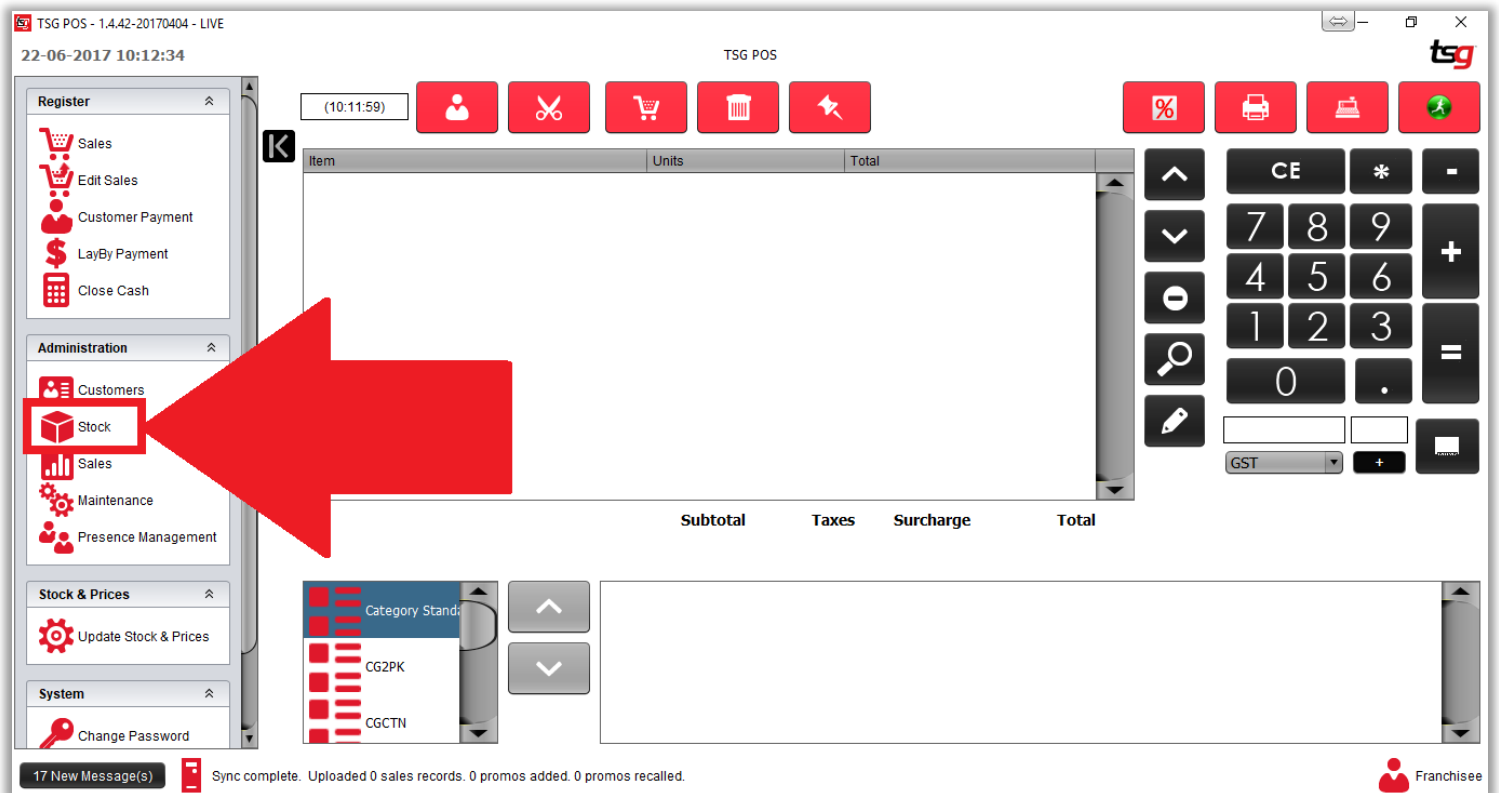 TSG POS - 1.4.42-20170404 - LIVE
22-06-2017 10:12:34
TSG POS
tsg
Register
Sales
Edit Sales
Customer Payment
LayBy Payment
Close Cash
Administration
Customers
Stock
Sales
Maintenance
Presence Management
Stock & Prices
Update Stock & Prices
System
Change Password
(10:11:59)
%
Item Units Total
CE * -
7 8 9 +
4 5 6
1 2 3 =
0 .
GST +
Subtotal Taxes Surcharge Total
CG2PK
CGCTN
Category Standa
17 New Message(s)
Sync complete. Uploaded 0 sales records. 0 promos added. 0 promos recalled.
Franchisee